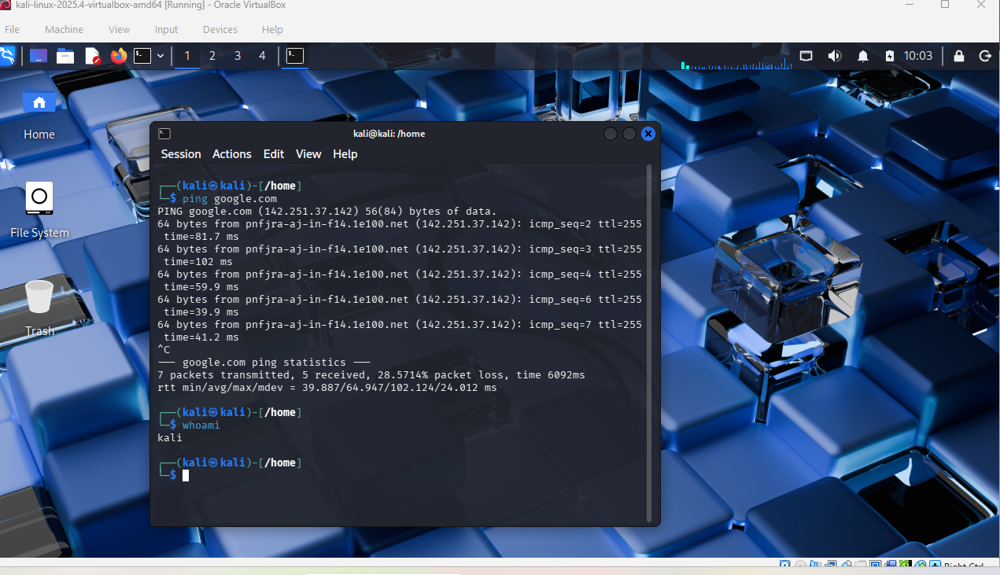 kali-linux-2025.4-virtualbox-amd64 [Running] - Oracle VirtualBox
File Machine View Input Devices Help
1 2 3 4 10:03
Home
File System
Trash
kali@kali: /home
Session Actions Edit View Help
┌──(kali㉿kali)-[/home]
└─$ ping google.com
PING google.com (142.251.37.142) 56(84) bytes of data.
64 bytes from pnfjra-aj-in-f14.1e100.net (142.251.37.142): icmp_seq=2 ttl=255
time=81.7 ms
64 bytes from pnfjra-aj-in-f14.1e100.net (142.251.37.142): icmp_seq=3 ttl=255
time=102 ms
64 bytes from pnfjra-aj-in-f14.1e100.net (142.251.37.142): icmp_seq=4 ttl=255
time=59.9 ms
64 bytes from pnfjra-aj-in-f14.1e100.net (142.251.37.142): icmp_seq=6 ttl=255
time=39.9 ms
64 bytes from pnfjra-aj-in-f14.1e100.net (142.251.37.142): icmp_seq=7 ttl=255
time=41.2 ms
^C
--- google.com ping statistics ---
7 packets transmitted, 5 received, 28.5714% packet loss, time 6092ms
rtt min/avg/max/mdev = 39.887/64.947/102.124/24.012 ms
┌──(kali㉿kali)-[/home]
└─$ whoami
kali
┌──(kali㉿kali)-[/home]
└─$
Right Ctrl